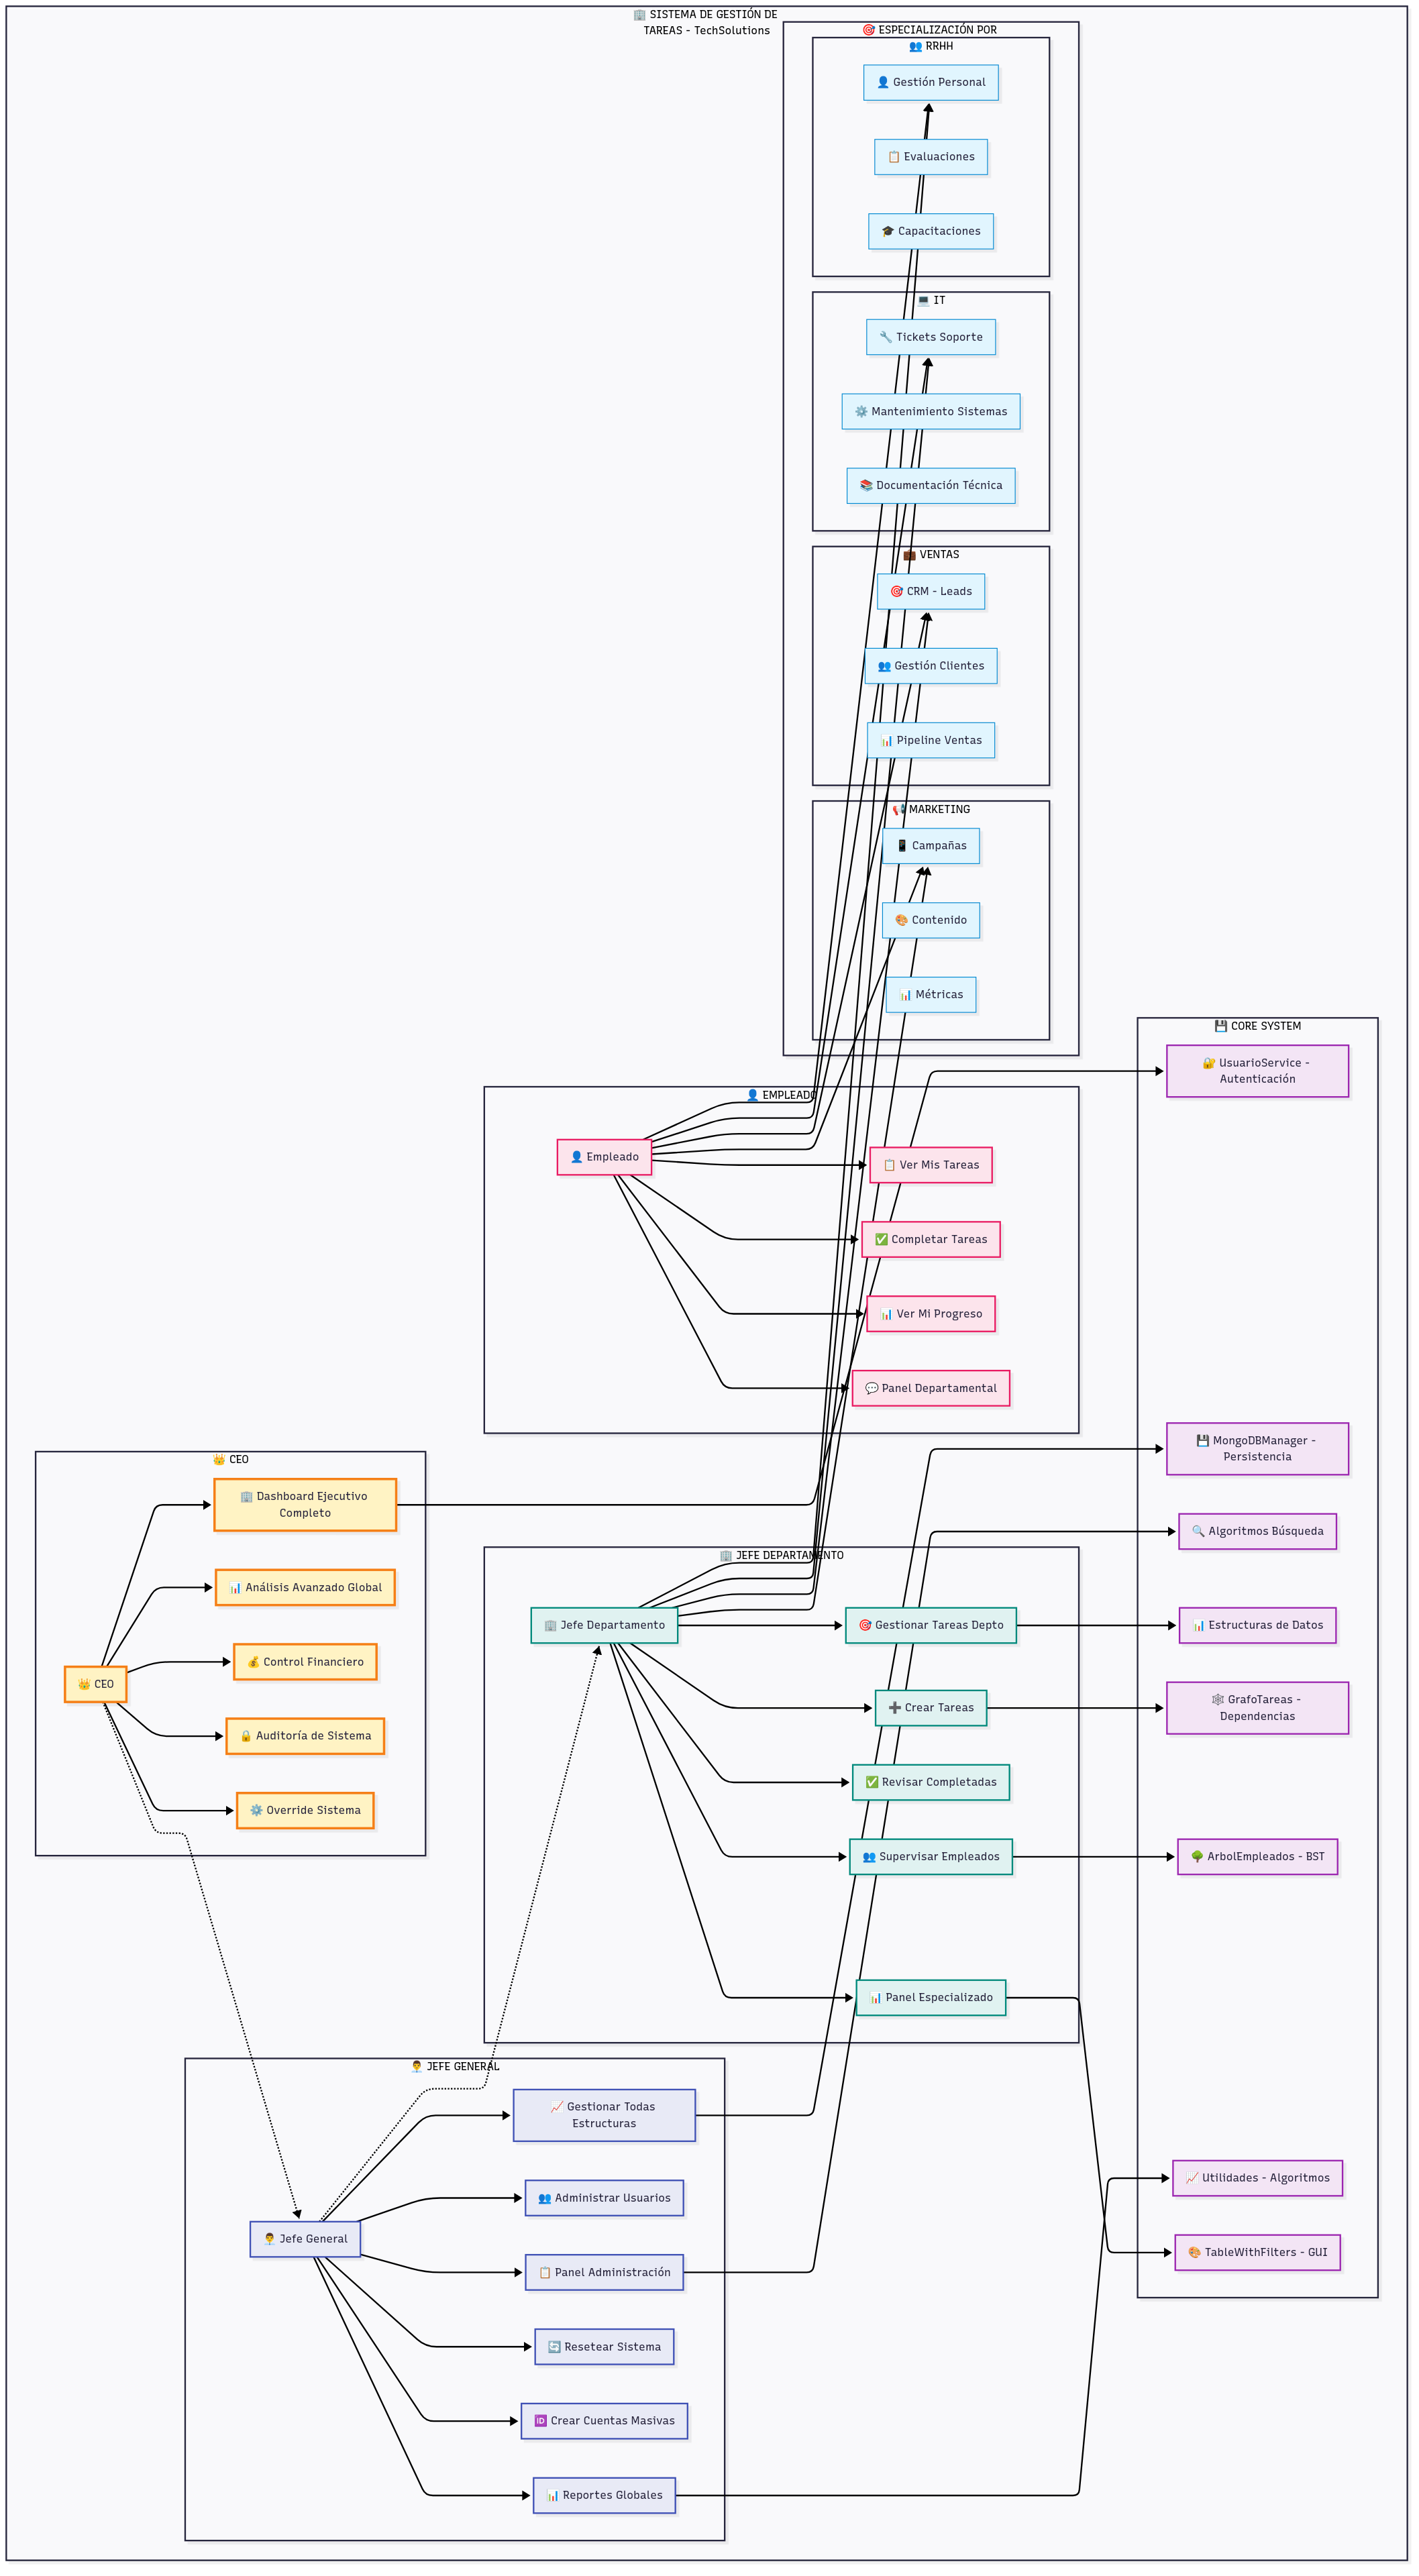 🏢 SISTEMA DE GESTIÓN DE
TAREAS - TechSolutions
🎯 ESPECIALIZACIÓN POR
👥 RRHH
👤 Gestión Personal
📋 Evaluaciones
🎓 Capacitaciones
💻 IT
🔧 Tickets Soporte
⚙️ Mantenimiento Sistemas
📚 Documentación Técnica
💼 VENTAS
🎯 CRM - Leads
👥 Gestión Clientes
📊 Pipeline Ventas
📢 MARKETING
📱 Campañas
🎨 Contenido
📊 Métricas
💾 CORE SYSTEM
🔐 UsuarioService -
Autenticación
💾 MongoDBManager -
Persistencia
🔍 Algoritmos Búsqueda
📊 Estructuras de Datos
🕸️ GrafoTareas -
Dependencias
🌳 ArbolEmpleados - BST
📈 Utilidades - Algoritmos
🎨 TableWithFilters - GUI
👤 EMPLEADO
👤 Empleado
📋 Ver Mis Tareas
✅ Completar Tareas
📊 Ver Mi Progreso
💬 Panel Departamental
👑 CEO
👑 CEO
🏢 Dashboard Ejecutivo
Completo
📊 Análisis Avanzado Global
💰 Control Financiero
🔒 Auditoría de Sistema
⚙️ Override Sistema
🏢 JEFE DEPARTAMENTO
🏢 Jefe Departamento
🎯 Gestionar Tareas Depto
➕ Crear Tareas
✅ Revisar Completadas
👥 Supervisar Empleados
📊 Panel Especializado
👨‍💼 JEFE GENERAL
👨‍💼 Jefe General
📈 Gestionar Todas
Estructuras
👥 Administrar Usuarios
📋 Panel Administración
🔄 Resetear Sistema
🆔 Crear Cuentas Masivas
📊 Reportes Globales